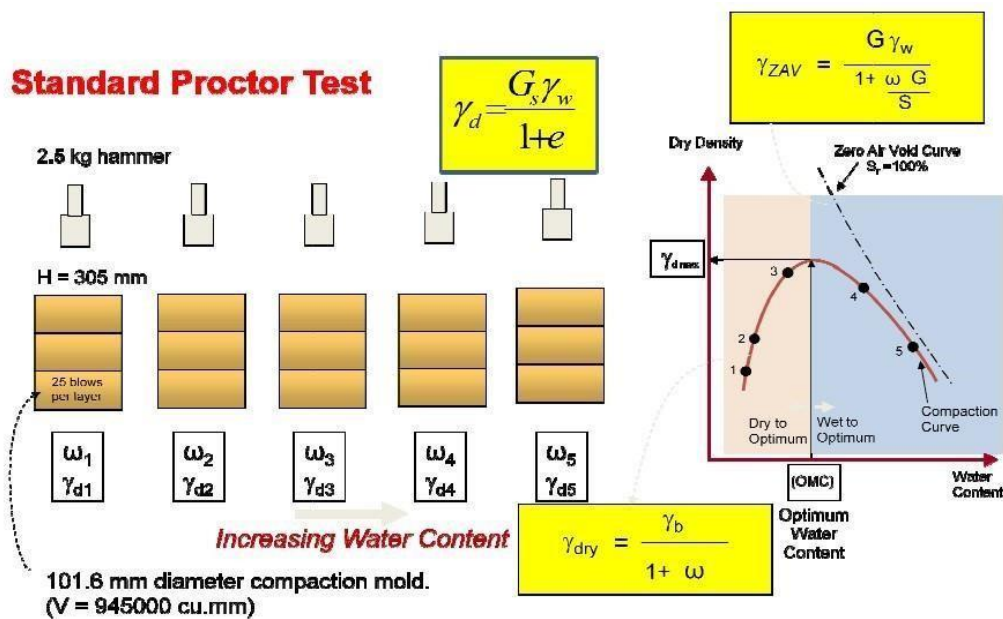 Standard Proctor Test
2.5 kg hammer
H = 305 mm
25 blows
per layer
ω1
γd1
ω2
γd2
ω3
γd3
ω4
γd4
ω5
γd5
Increasing Water Content
101.6 mm diameter compaction mold.
(V = 945000 cu.mm)
γd = Gsγw
1+e
γZAV = G γw
1+ ω G
S
Dry Density
Zero Air Void Curve
Sr =100%
γd max
1
2
3
4
5
Dry to
Optimum
Wet to
Optimum
Compaction
Curve
Water
Content
(OMC)
Optimum
Water
Content
γdry = γb
1+ ω